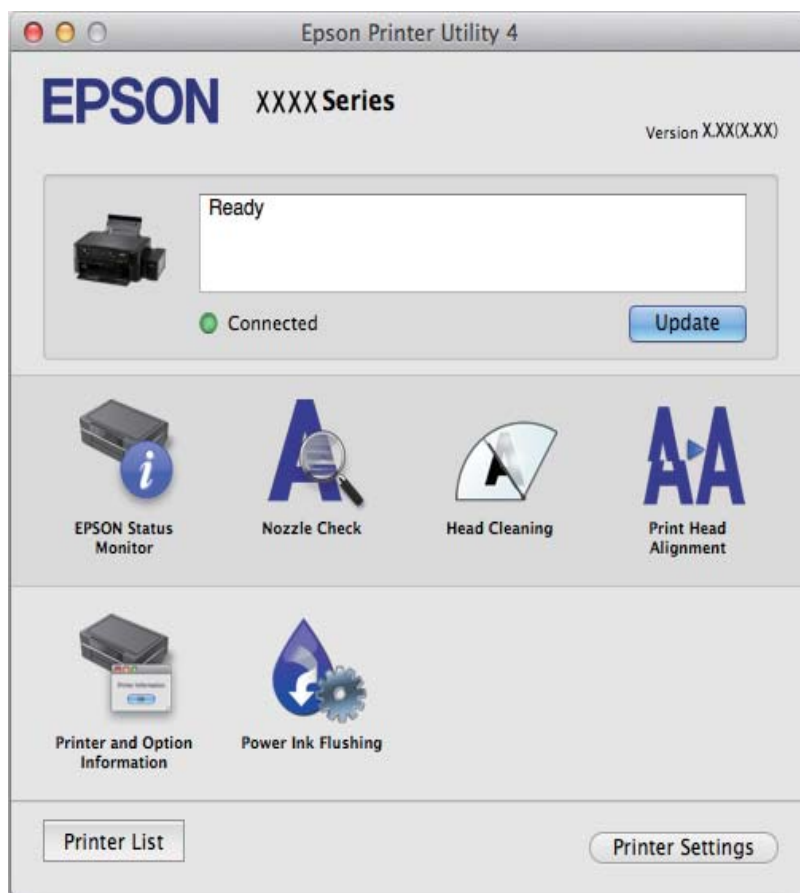 Epson Printer Utility 4
EPSON XXXX Series
Version X.XX(X.XX)
Ready
Connected
Update
EPSON Status
Monitor
Nozzle Check
Head Cleaning
Print Head
Alignment
Printer and Option
Information
Power Ink Flushing
Printer List
Printer Settings